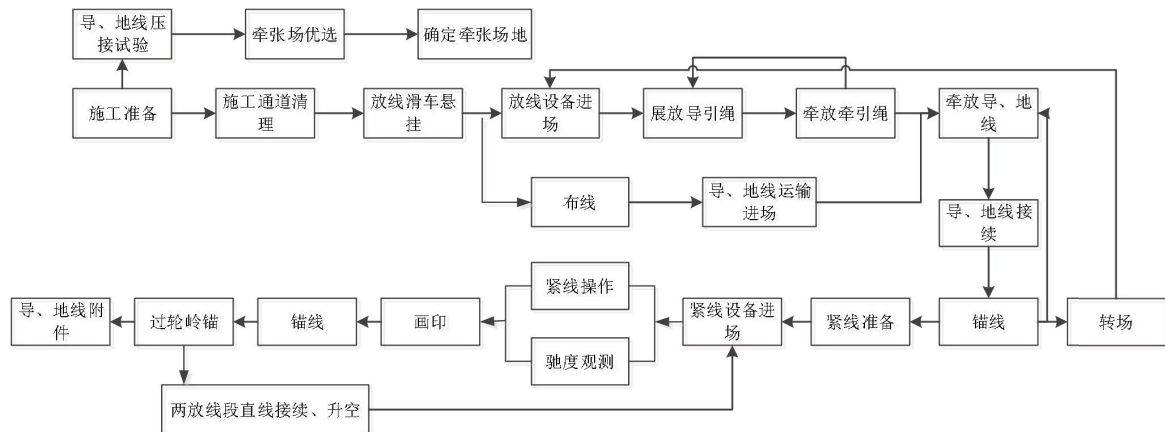 导、地线压
接试验
牵张场优选
确定牵张场地
施工准备
施工通道清
理
放线滑车悬
挂
放线设备进
场
展放导引绳
牵放牵引绳
牵放导、地
线
布线
导、地线运输
进场
导、地线接
续
导、地线附
件
过轮岭锚
锚线
画印
紧线操作
驰度观测
紧线设备进
场
紧线准备
锚线
转场
两放线段直线接续、升空